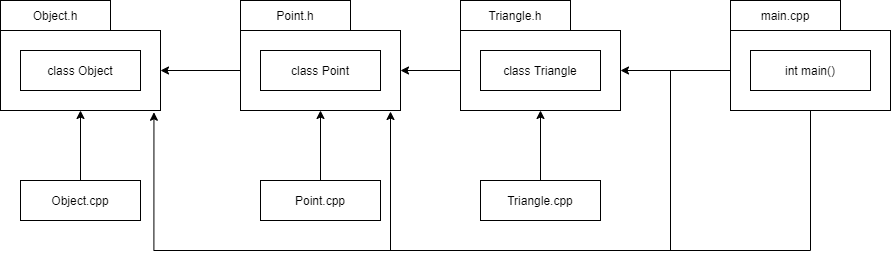 Object.h
Point.h
Triangle.h
main.cpp
class Object
class Point
class Triangle
int main()
Object.cpp
Point.cpp
Triangle.cpp